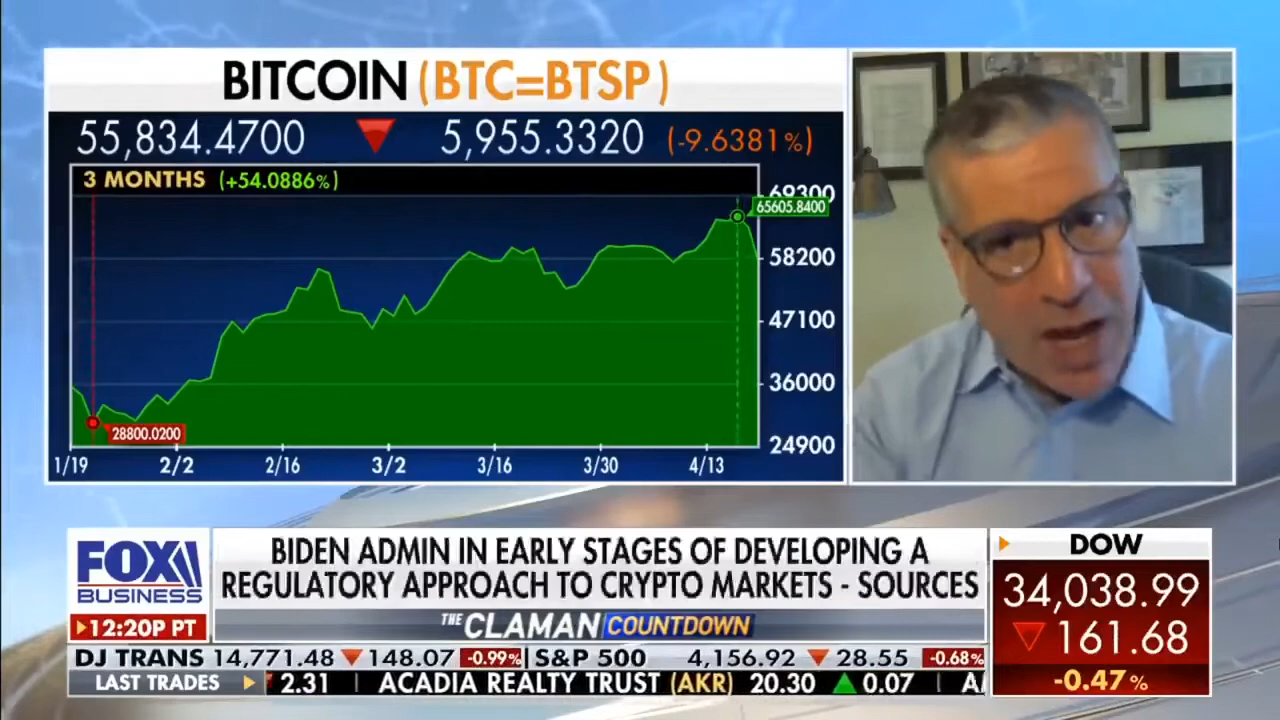 BITCOIN (BTC=BTSP)
55,834.4700 ▼ 5,955.3320 (-9.6381%)
3 MONTHS (+54.0886%)
69300
65605.8400
58200
47100
36000
28800.0200
24900
1/19 2/2 2/16 3/2 3/16 3/30 4/13
FOX
BUSINESS
12:20P PT
BIDEN ADMIN IN EARLY STAGES OF DEVELOPING A
REGULATORY APPROACH TO CRYPTO MARKETS - SOURCES
THE CLAMAN COUNTDOWN
DOW
34,038.99
▼ 161.68
-0.47%
DJ TRANS 14,771.48 ▼ 148.07 -0.99% S&P 500 4,156.92 ▼ 28.55 -0.68%
LAST TRADES 2.31 ACADIA REALTY TRUST (AKR) 20.30 ▲ 0.07